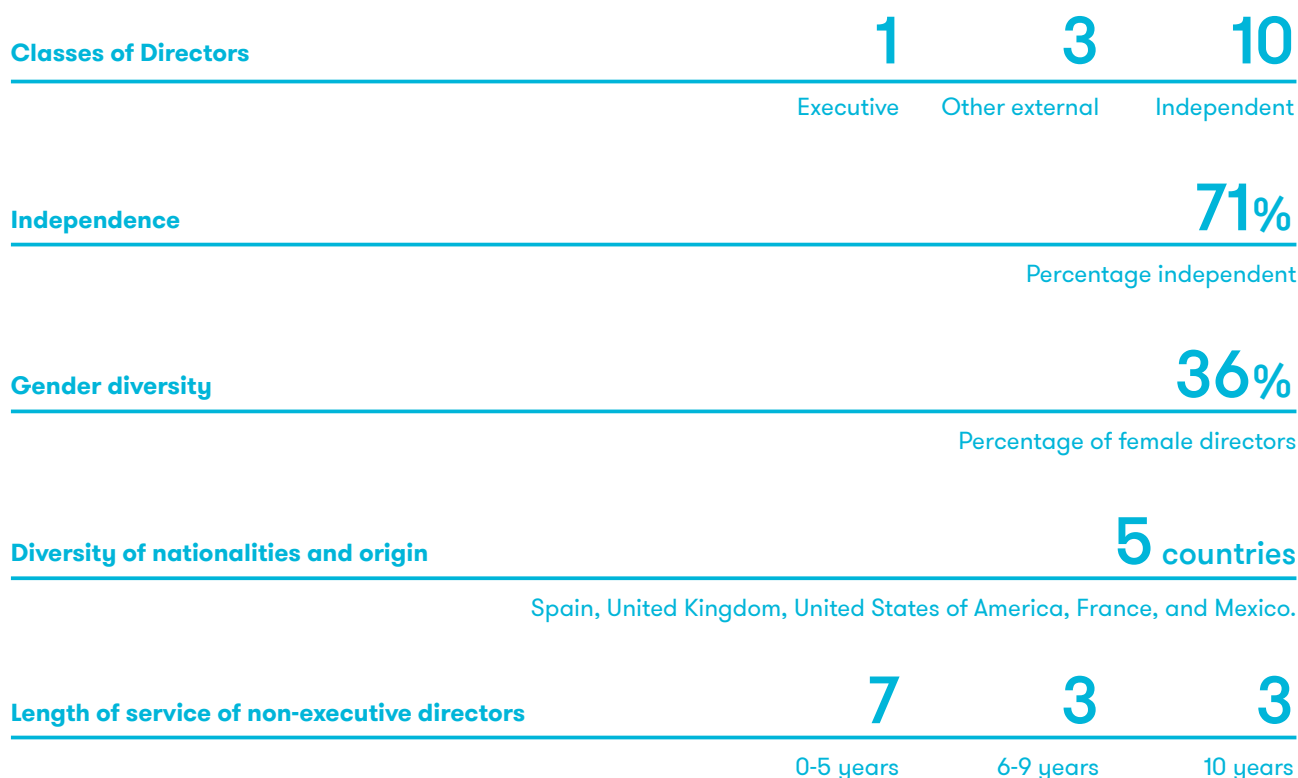 Classes of Directors 1 3 10
Executive Other external Independent
Independence 71%
Percentage independent
Gender diversity 36%
Percentage of female directors
Diversity of nationalities and origin 5 countries
Spain, United Kingdom, United States of America, France, and Mexico.
Length of service of non-executive directors 7 3 3
0-5 years 6-9 years 10 years